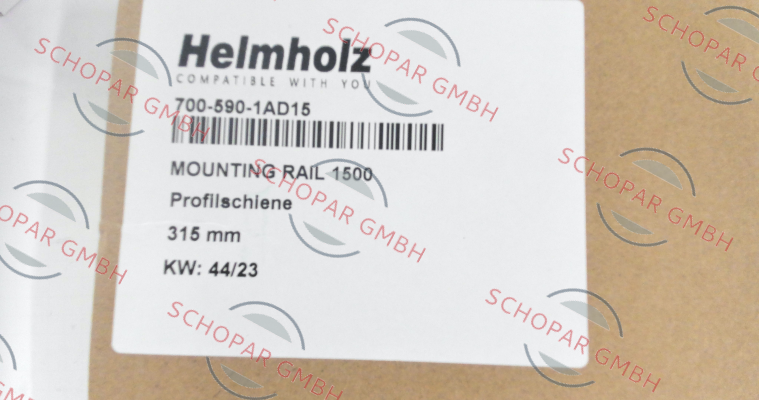 Helmholz
COMPATIBLE WITH YOU
700-590-1AD15
MOUNTING RAIL 1500
Profilschiene
315 mm
KW: 44/23
SCHOPAR GMBH
SCHOPAR GMBH
SCHOPAR GMBH
SCHOPAR GMBH
SCHOPAR GMBH
SCHOPAR GMBH
SCHOPAR GMBH
SCHOPAR GMBH